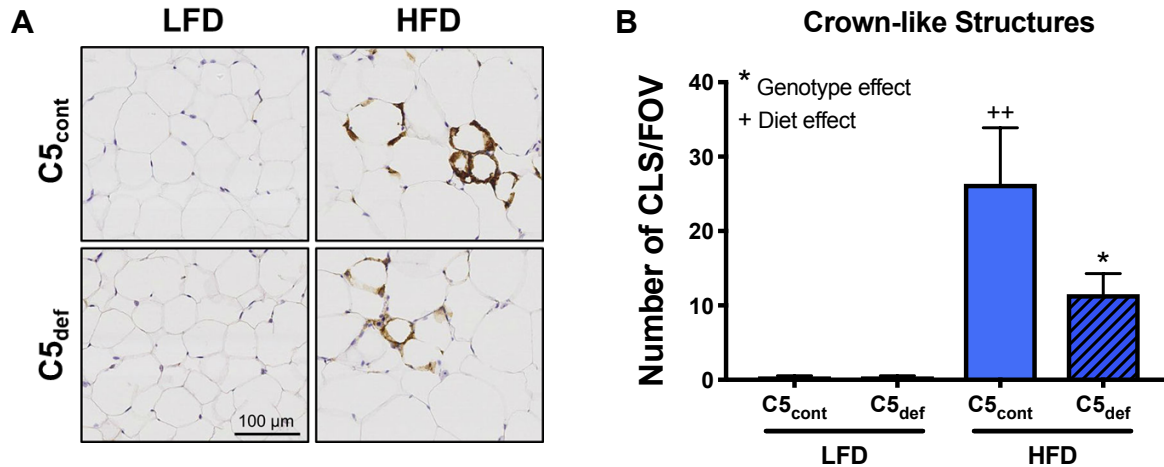 A
LFD
HFD
C5cont
C5def
100 µm
B
Crown-like Structures
Number of CLS/FOV
40
30
20
10
0
* Genotype effect
+ Diet effect
++
*
C5cont C5def C5cont C5def
LFD HFD